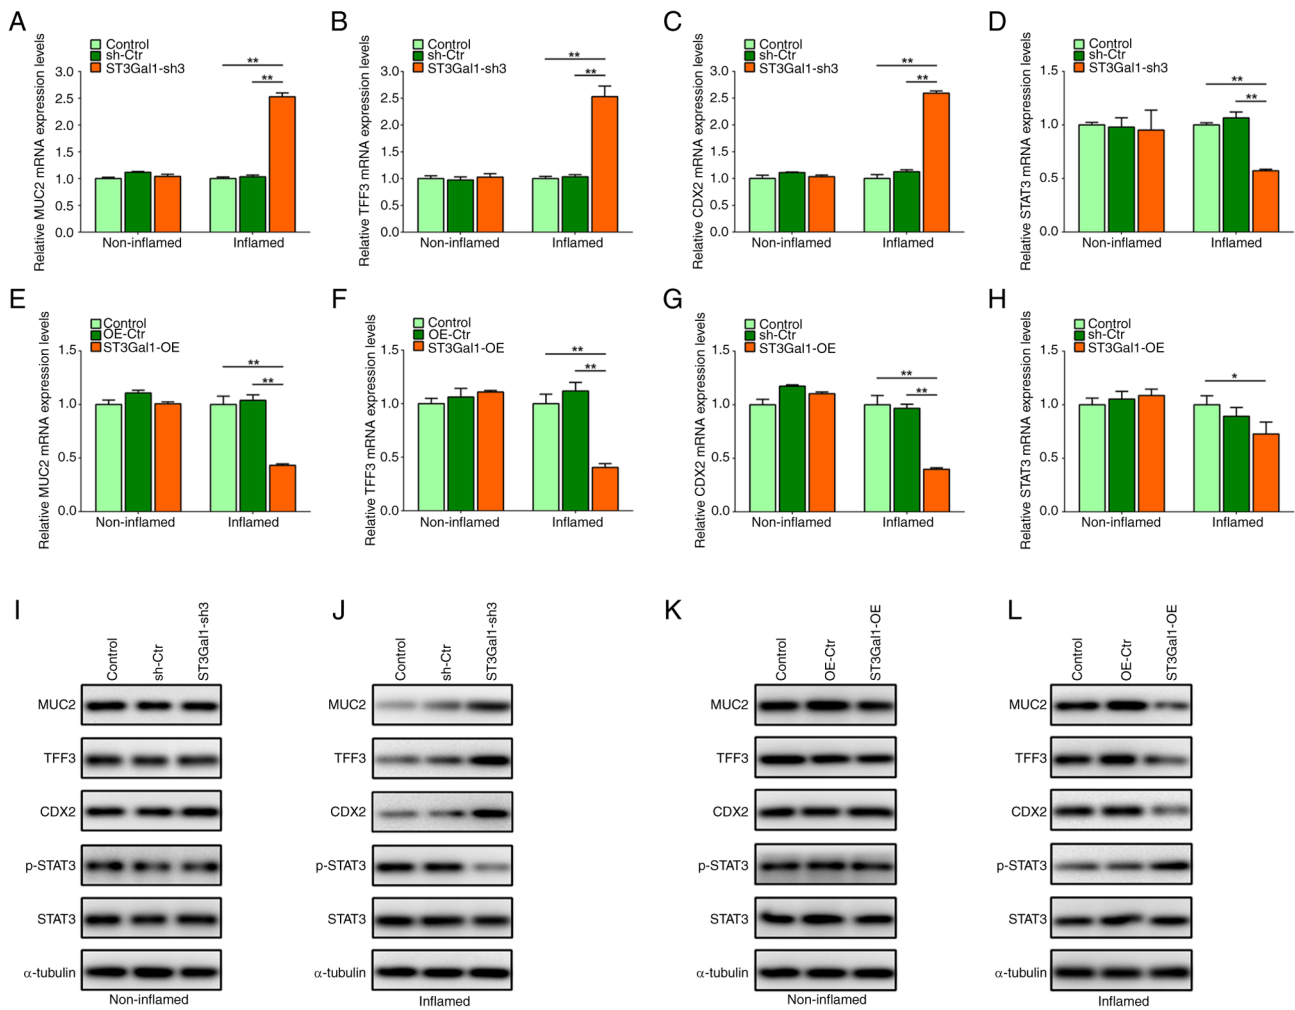 A
Control
sh-Ctr
ST3Gal1-sh3
Relative MUC2 mRNA expression levels
3.0
2.5
2.0
1.5
1.0
0.5
0.0
**
**
Non-inflamed
Inflamed
B
Control
sh-Ctr
ST3Gal1-sh3
Relative TFF3 mRNA expression levels
3.0
2.5
2.0
1.5
1.0
0.5
0.0
**
**
Non-inflamed
Inflamed
C
Control
sh-Ctr
ST3Gal1-sh3
Relative CDX2 mRNA expression levels
3.0
2.5
2.0
1.5
1.0
0.5
0.0
**
**
Non-inflamed
Inflamed
D
Control
sh-Ctr
ST3Gal1-sh3
Relative STAT3 mRNA expression levels
1.5
1.0
0.5
0.0
**
**
Non-inflamed
Inflamed
E
Control
OE-Ctr
ST3Gal1-OE
Relative MUC2 mRNA expression levels
1.5
1.0
0.5
0.0
**
**
Non-inflamed
Inflamed
F
Control
OE-Ctr
ST3Gal1-OE
Relative TFF3 mRNA expression levels
1.5
1.0
0.5
0.0
**
**
Non-inflamed
Inflamed
G
Control
sh-Ctr
ST3Gal1-OE
Relative CDX2 mRNA expression levels
1.5
1.0
0.5
0.0
**
**
Non-inflamed
Inflamed
H
Control
sh-Ctr
ST3Gal1-OE
Relative STAT3 mRNA expression levels
1.5
1.0
0.5
0.0
*
Non-inflamed
Inflamed
I
Control
sh-Ctr
ST3Gal1-sh3
MUC2
TFF3
CDX2
p-STAT3
STAT3
α-tubulin
Non-inflamed
J
Control
sh-Ctr
ST3Gal1-sh3
MUC2
TFF3
CDX2
p-STAT3
STAT3
α-tubulin
Inflamed
K
Control
OE-Ctr
ST3Gal1-OE
MUC2
TFF3
CDX2
p-STAT3
STAT3
α-tubulin
Non-inflamed
L
Control
OE-Ctr
ST3Gal1-OE
MUC2
TFF3
CDX2
p-STAT3
STAT3
α-tubulin
Inflamed